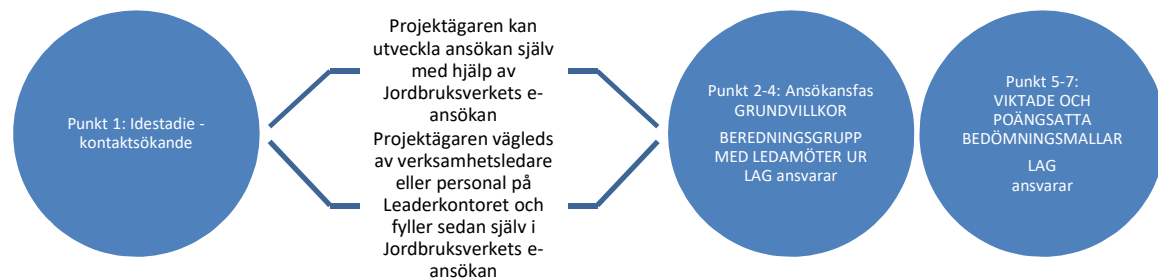 Punkt 1: Idestadie -
kontaktsökande
Projektägaren kan
utveckla ansökan själv
med hjälp av
Jordbruksverkets e-
ansökan
Projektägaren vägleds
av verksamhetsledare
eller personal på
Leaderkontoret och
fyller sedan själv i
Jordbruksverkets e-
ansökan
Punkt 2-4: Ansökansfas
GRUNDVILLKOR
BEREDNINGSGRUPP
MED LEDAMÖTER UR
LAG ansvarar
Punkt 5-7:
VIKTADE OCH
POÄNGSATTA
BEDÖMNINGSMALLAR
LAG
ansvarar